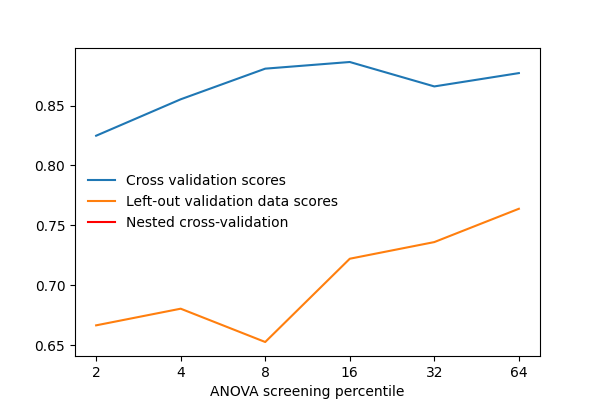 0.85
0.80
0.75
0.70
0.65
Cross validation scores
Left-out validation data scores
Nested cross-validation
2 4 8 16 32 64
ANOVA screening percentile